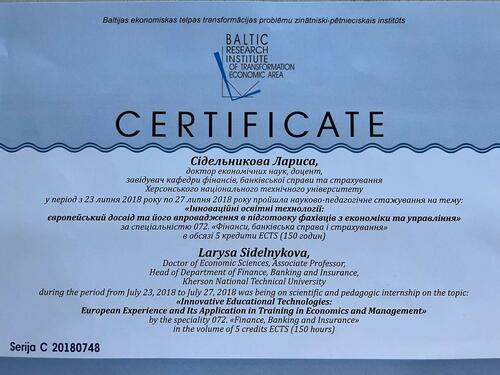 Baltijas ekonomiskas telpas transformācijas problēmu zinātniski-pētnieciskais institūts
BALTIC
RESEARCH
INSTITUTE
OF TRANSFORMATION
ECONOMIC AREA
CERTIFICATE
Сідельникова Лариса,
доктор економічних наук, доцент,
завідувач кафедри фінансів, банківської справи та страхування
Херсонського національного технічного університету
у період з 23 липня 2018 року по 27 липня 2018 року пройшла науково-педагогічне стажування на тему:
«Інноваційні освітні технології:
європейський досвід та його впровадження в підготовку фахівців з економіки та управління»
за спеціальністю 072. «Фінанси, банківська справа і страхування»
в обсязі 5 кредити ECTS (150 годин)
Larysa Sidelnykova,
Doctor of Economic Sciences, Associate Professor,
Head of Department of Finance, Banking and Insurance,
Kherson National Technical University
during the period from July 23, 2018 to July 27, 2018 was being on scientific and pedagogic internship on the topic:
«Innovative Educational Technologies:
European Experience and Its Application in Training in Economics and Management»
by the speciality 072. «Finance, Banking and Insurance»
in the volume of 5 credits ECTS (150 hours)
Serija C 20180748